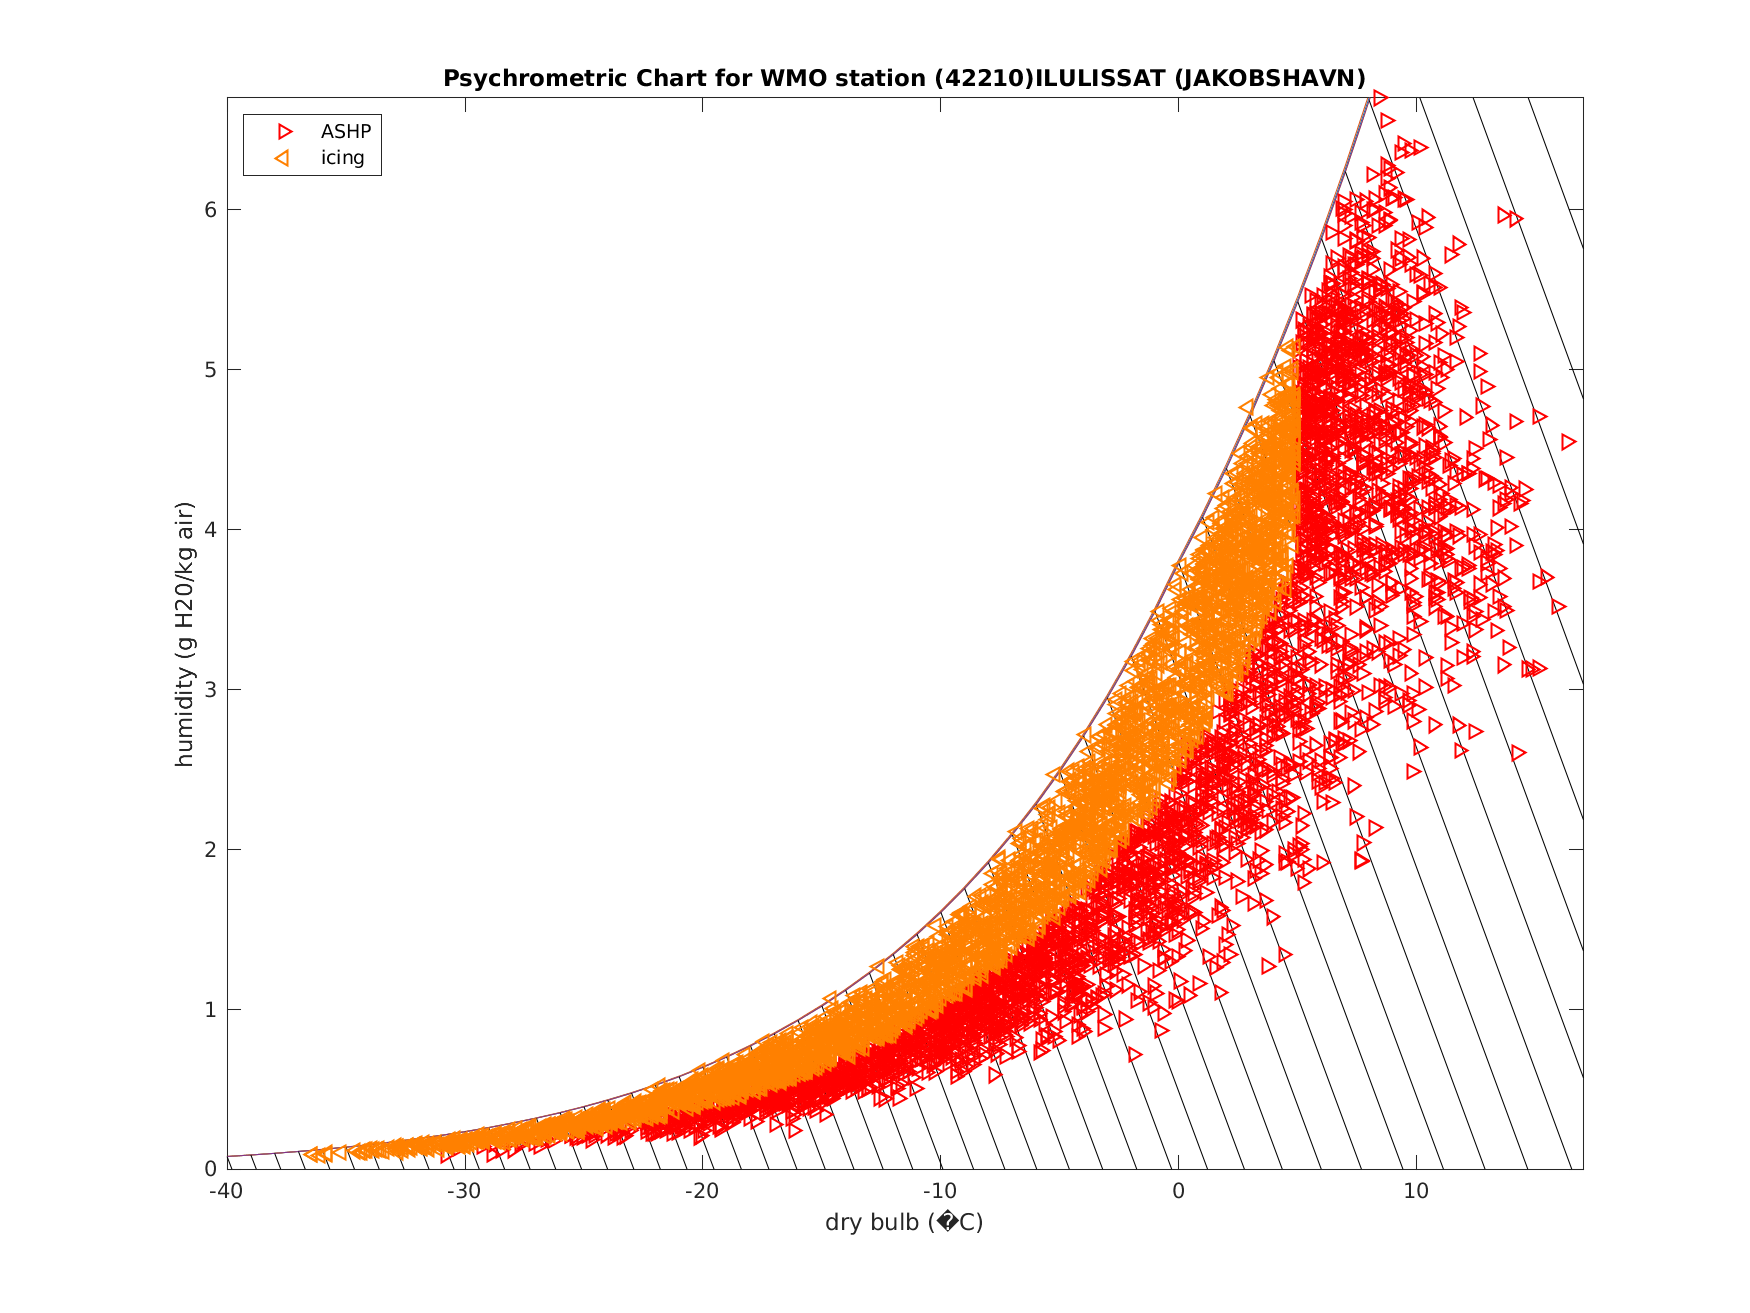 Psychrometric Chart for WMO station (42210)ILULISSAT (JAKOBSHAVN)
ASHP
icing
humidity (g H20/kg air)
6
5
4
3
2
1
0
-40 -30 -20 -10 0 10
dry bulb (�C)